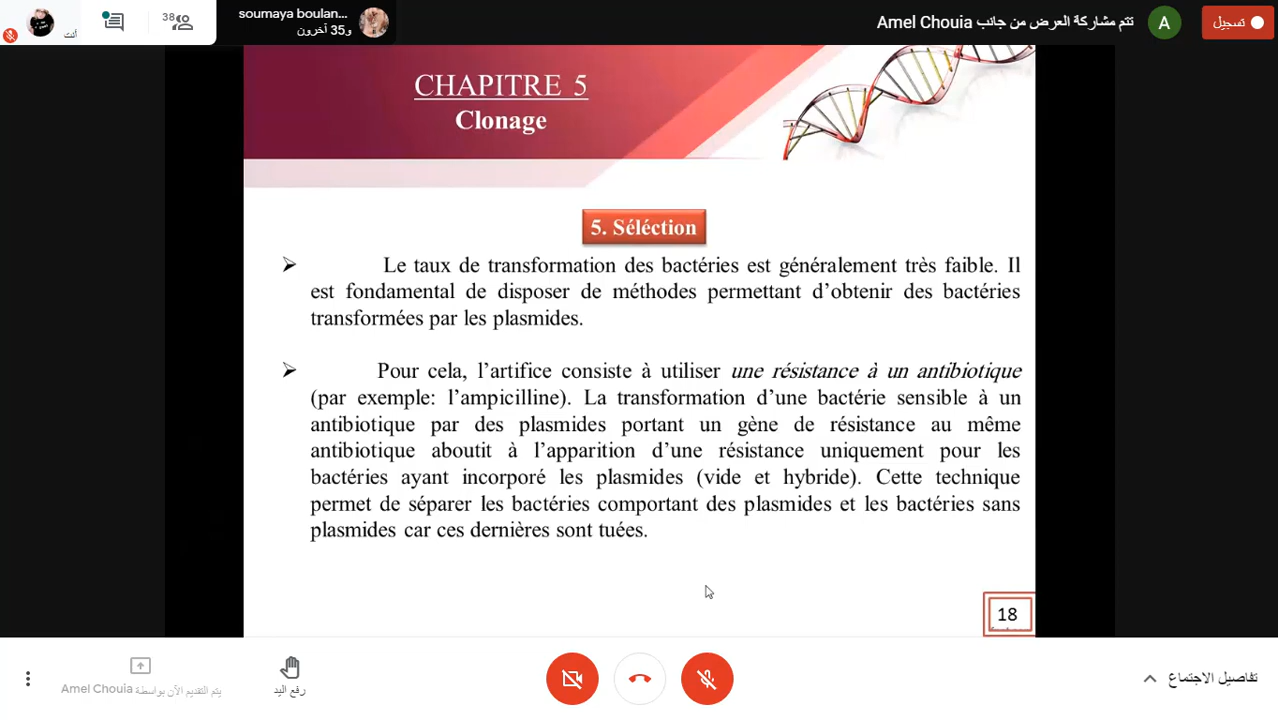 soumaya boulan...
و35 آخرون
38
أنت
تتم مشاركة العرض من جانب Amel Chouia
A
تسجيل
CHAPITRE 5
Clonage
5. Séléction
➢ Le taux de transformation des bactéries est généralement très faible. Il
est fondamental de disposer de méthodes permettant d’obtenir des bactéries
transformées par les plasmides.
➢ Pour cela, l’artifice consiste à utiliser une résistance à un antibiotique
(par exemple: l’ampicilline). La transformation d’une bactérie sensible à un
antibiotique par des plasmides portant un gène de résistance au même
antibiotique aboutit à l’apparition d’une résistance uniquement pour les
bactéries ayant incorporé les plasmides (vide et hybride). Cette technique
permet de séparer les bactéries comportant des plasmides et les bactéries sans
plasmides car ces dernières sont tuées.
18
يتم التقديم الآن بواسطة Amel Chouia
رفع اليد
تفاصيل الاجتماع